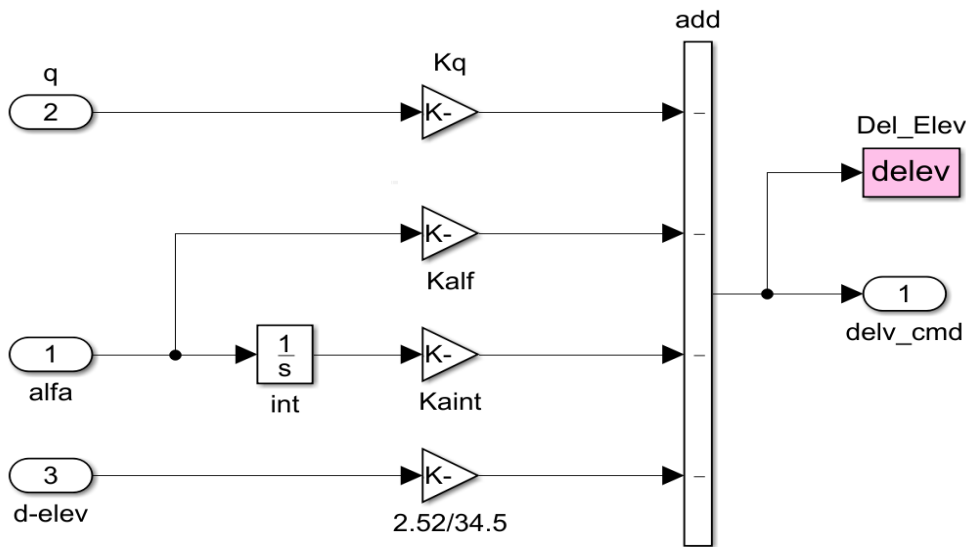 add
q
2
Kq
K-
–
Del_Elev
delev
K-
–
Kalf
1
alfa
1
s
int
K-
–
Kaint
1
delv_cmd
3
d-elev
K-
–
2.52/34.5